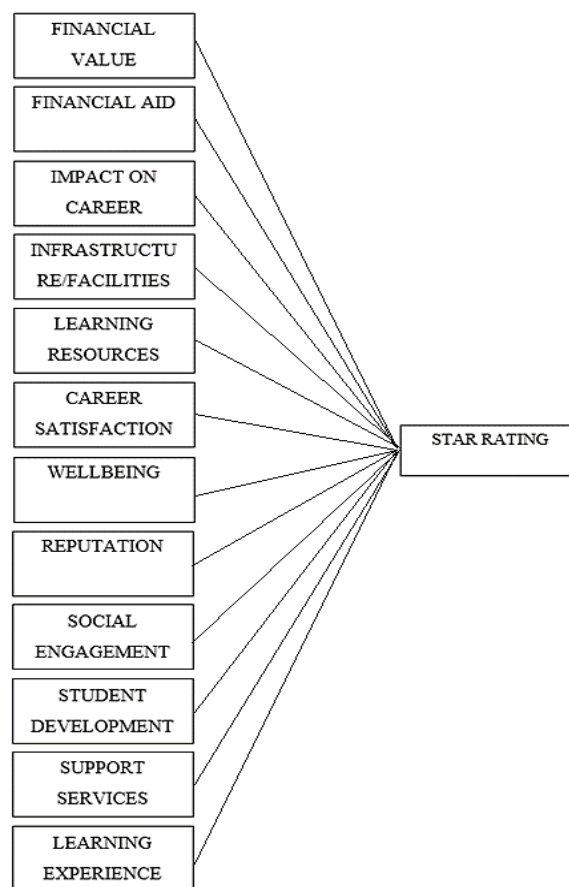 FINANCIAL
VALUE
FINANCIAL AID
IMPACT ON
CAREER
INFRASTRUCTU
RE/FACILITIES
LEARNING
RESOURCES
CAREER
SATISFACTION
WELLBEING
REPUTATION
SOCIAL
ENGAGEMENT
STUDENT
DEVELOPMENT
SUPPORT
SERVICES
LEARNING
EXPERIENCE
STAR RATING